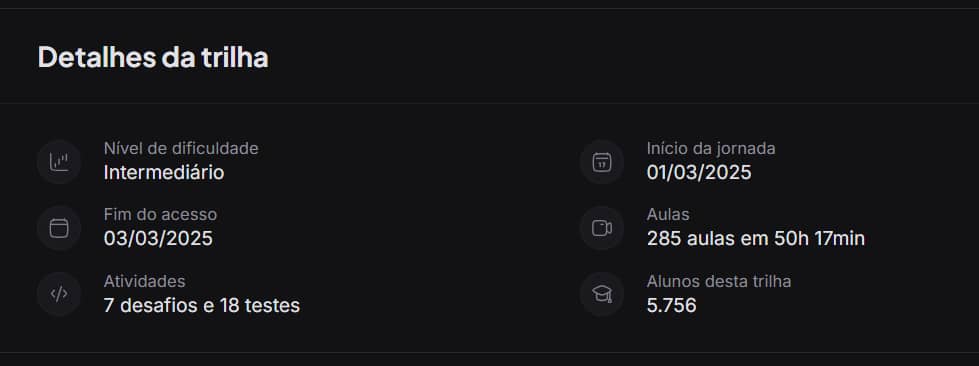 Detalhes da trilha
Nível de dificuldade
Intermediário
Início da jornada
01/03/2025
Fim do acesso
03/03/2025
Aulas
285 aulas em 50h 17min
Atividades
7 desafios e 18 testes
Alunos desta trilha
5.756